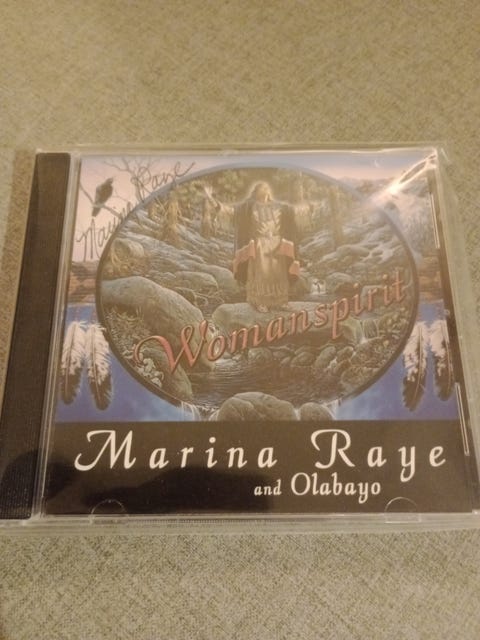 Marina Raye
Womanspirit
Marina Raye
and Olabayo